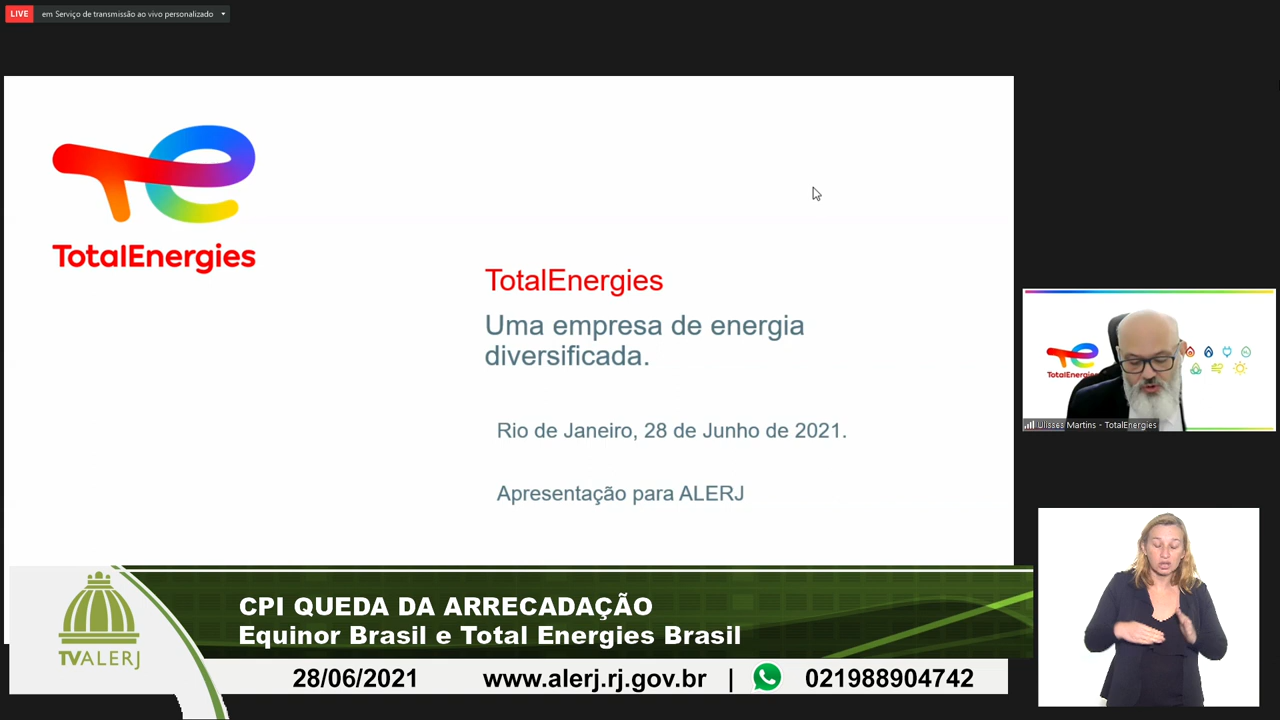 LIVE em Serviço de transmissão ao vivo personalizado
TotalEnergies
TotalEnergies
Uma empresa de energia
diversificada.
Rio de Janeiro, 28 de Junho de 2021.
Apresentação para ALERJ
TotalEnergies
Ulisses Martins - TotalEnergies
TVALERJ
CPI QUEDA DA ARRECADAÇÃO
Equinor Brasil e Total Energies Brasil
28/06/2021 www.alerj.rj.gov.br | 021988904742